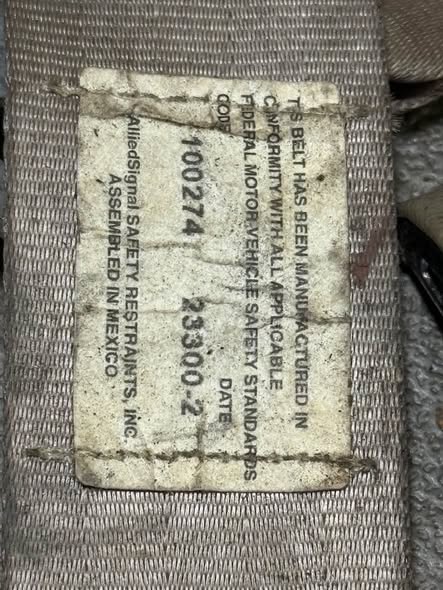 THIS BELT HAS BEEN MANUFACTURED IN
CONFORMITY WITH ALL APPLICABLE
FEDERAL MOTOR VEHICLE SAFETY STANDARDS
CODE DATE
100274 23300-2
AlliedSignal SAFETY RESTRAINTS, INC.
ASSEMBLED IN MEXICO